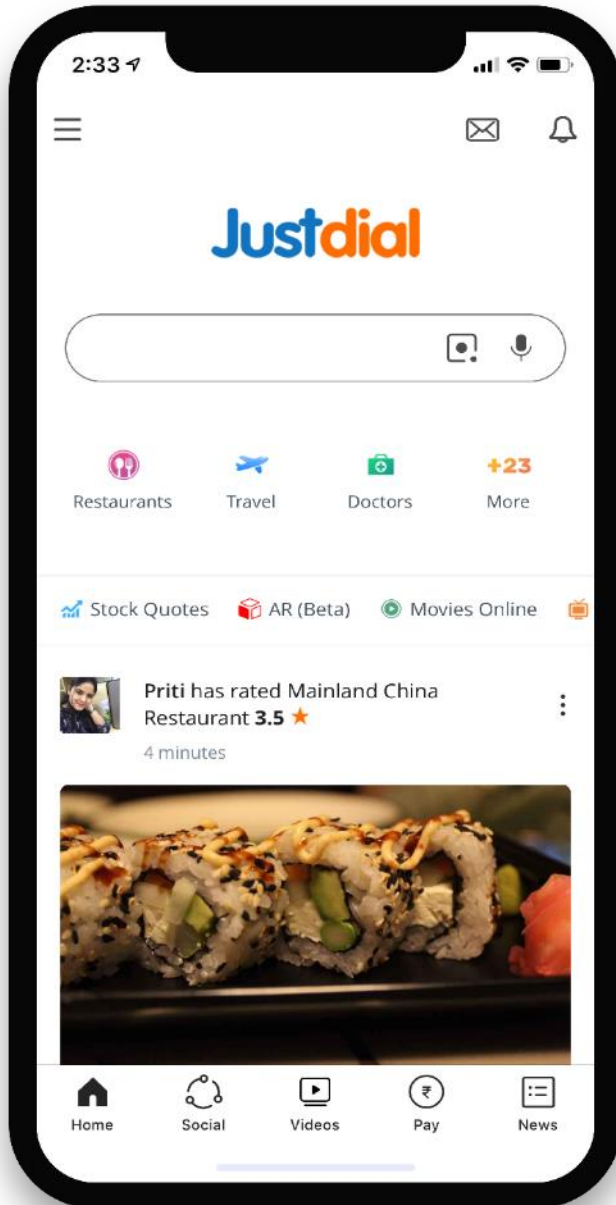 2:33
Justdial
Restaurants Travel Doctors +23 More
Stock Quotes AR (Beta) Movies Online
Priti has rated Mainland China
Restaurant 3.5 ★
4 minutes
₹
Home Social Videos Pay News